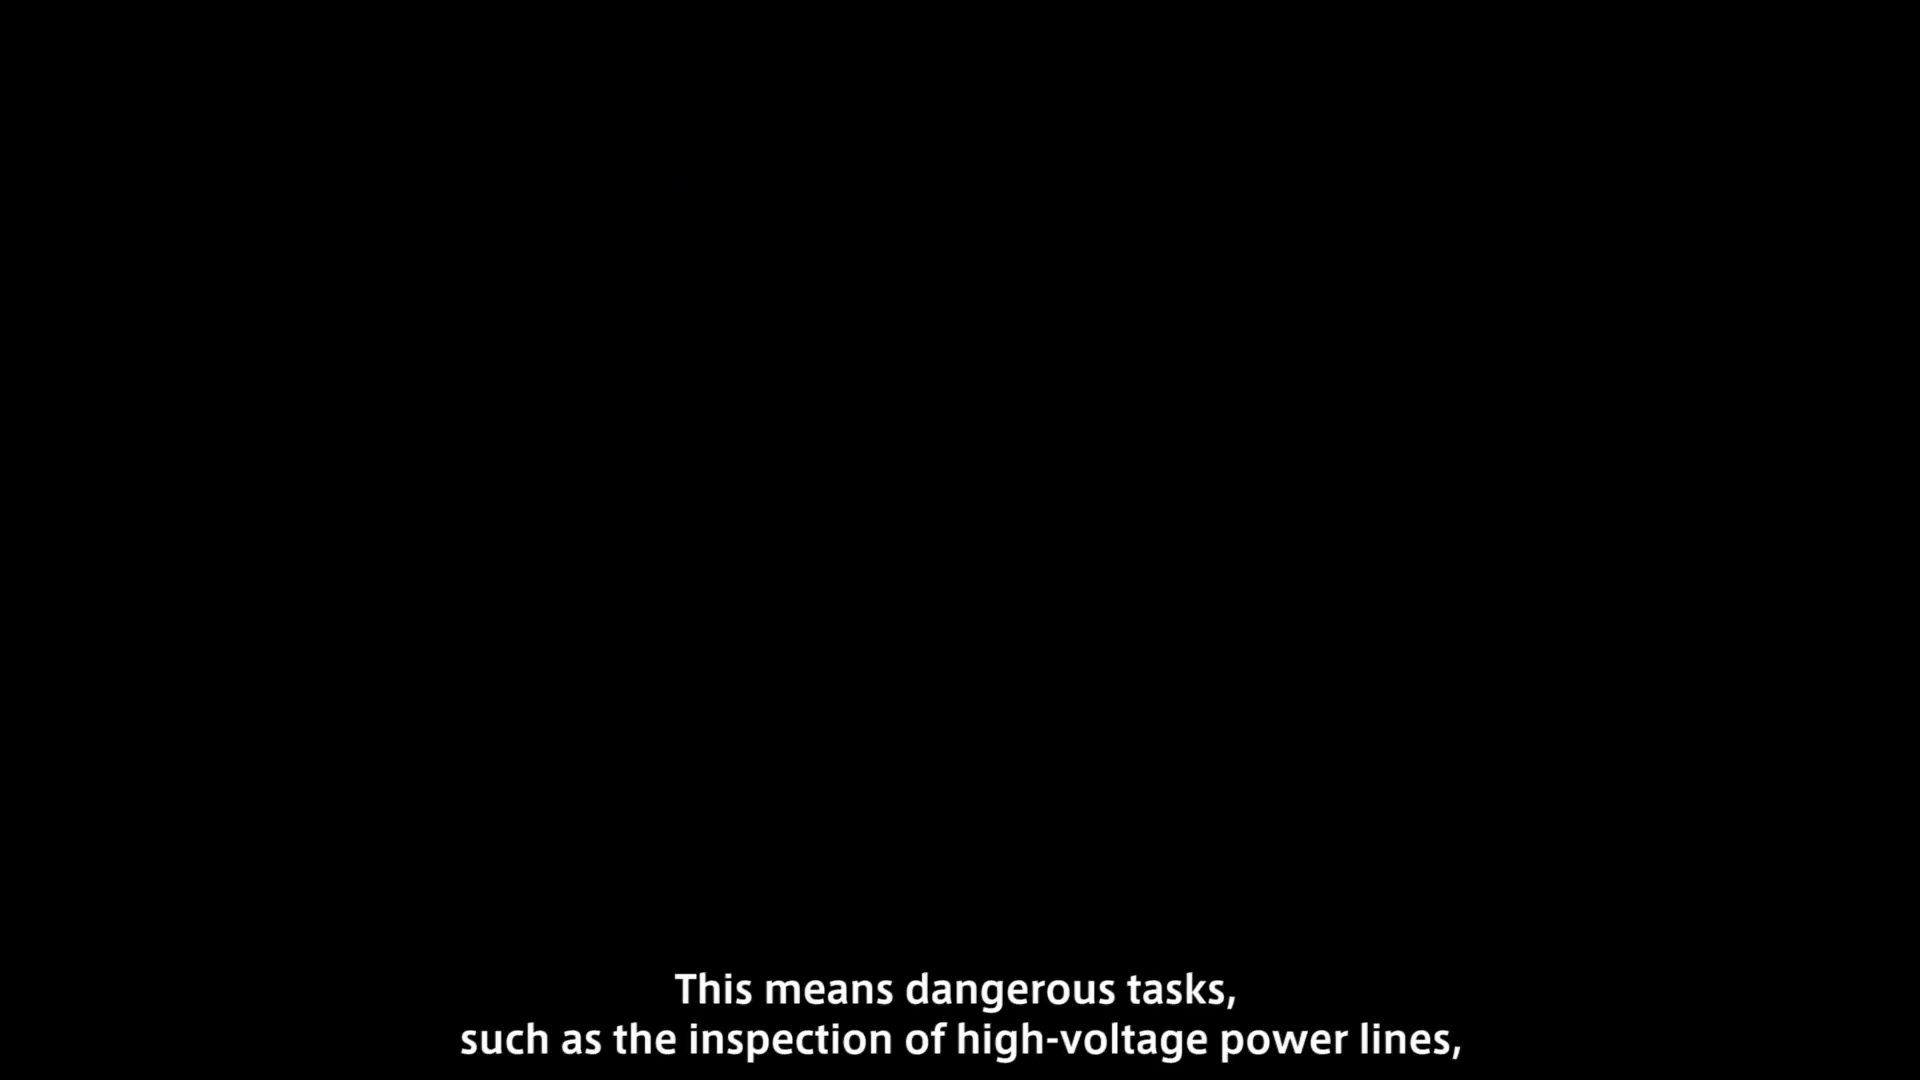 This means dangerous tasks,
such as the inspection of high-voltage power lines,